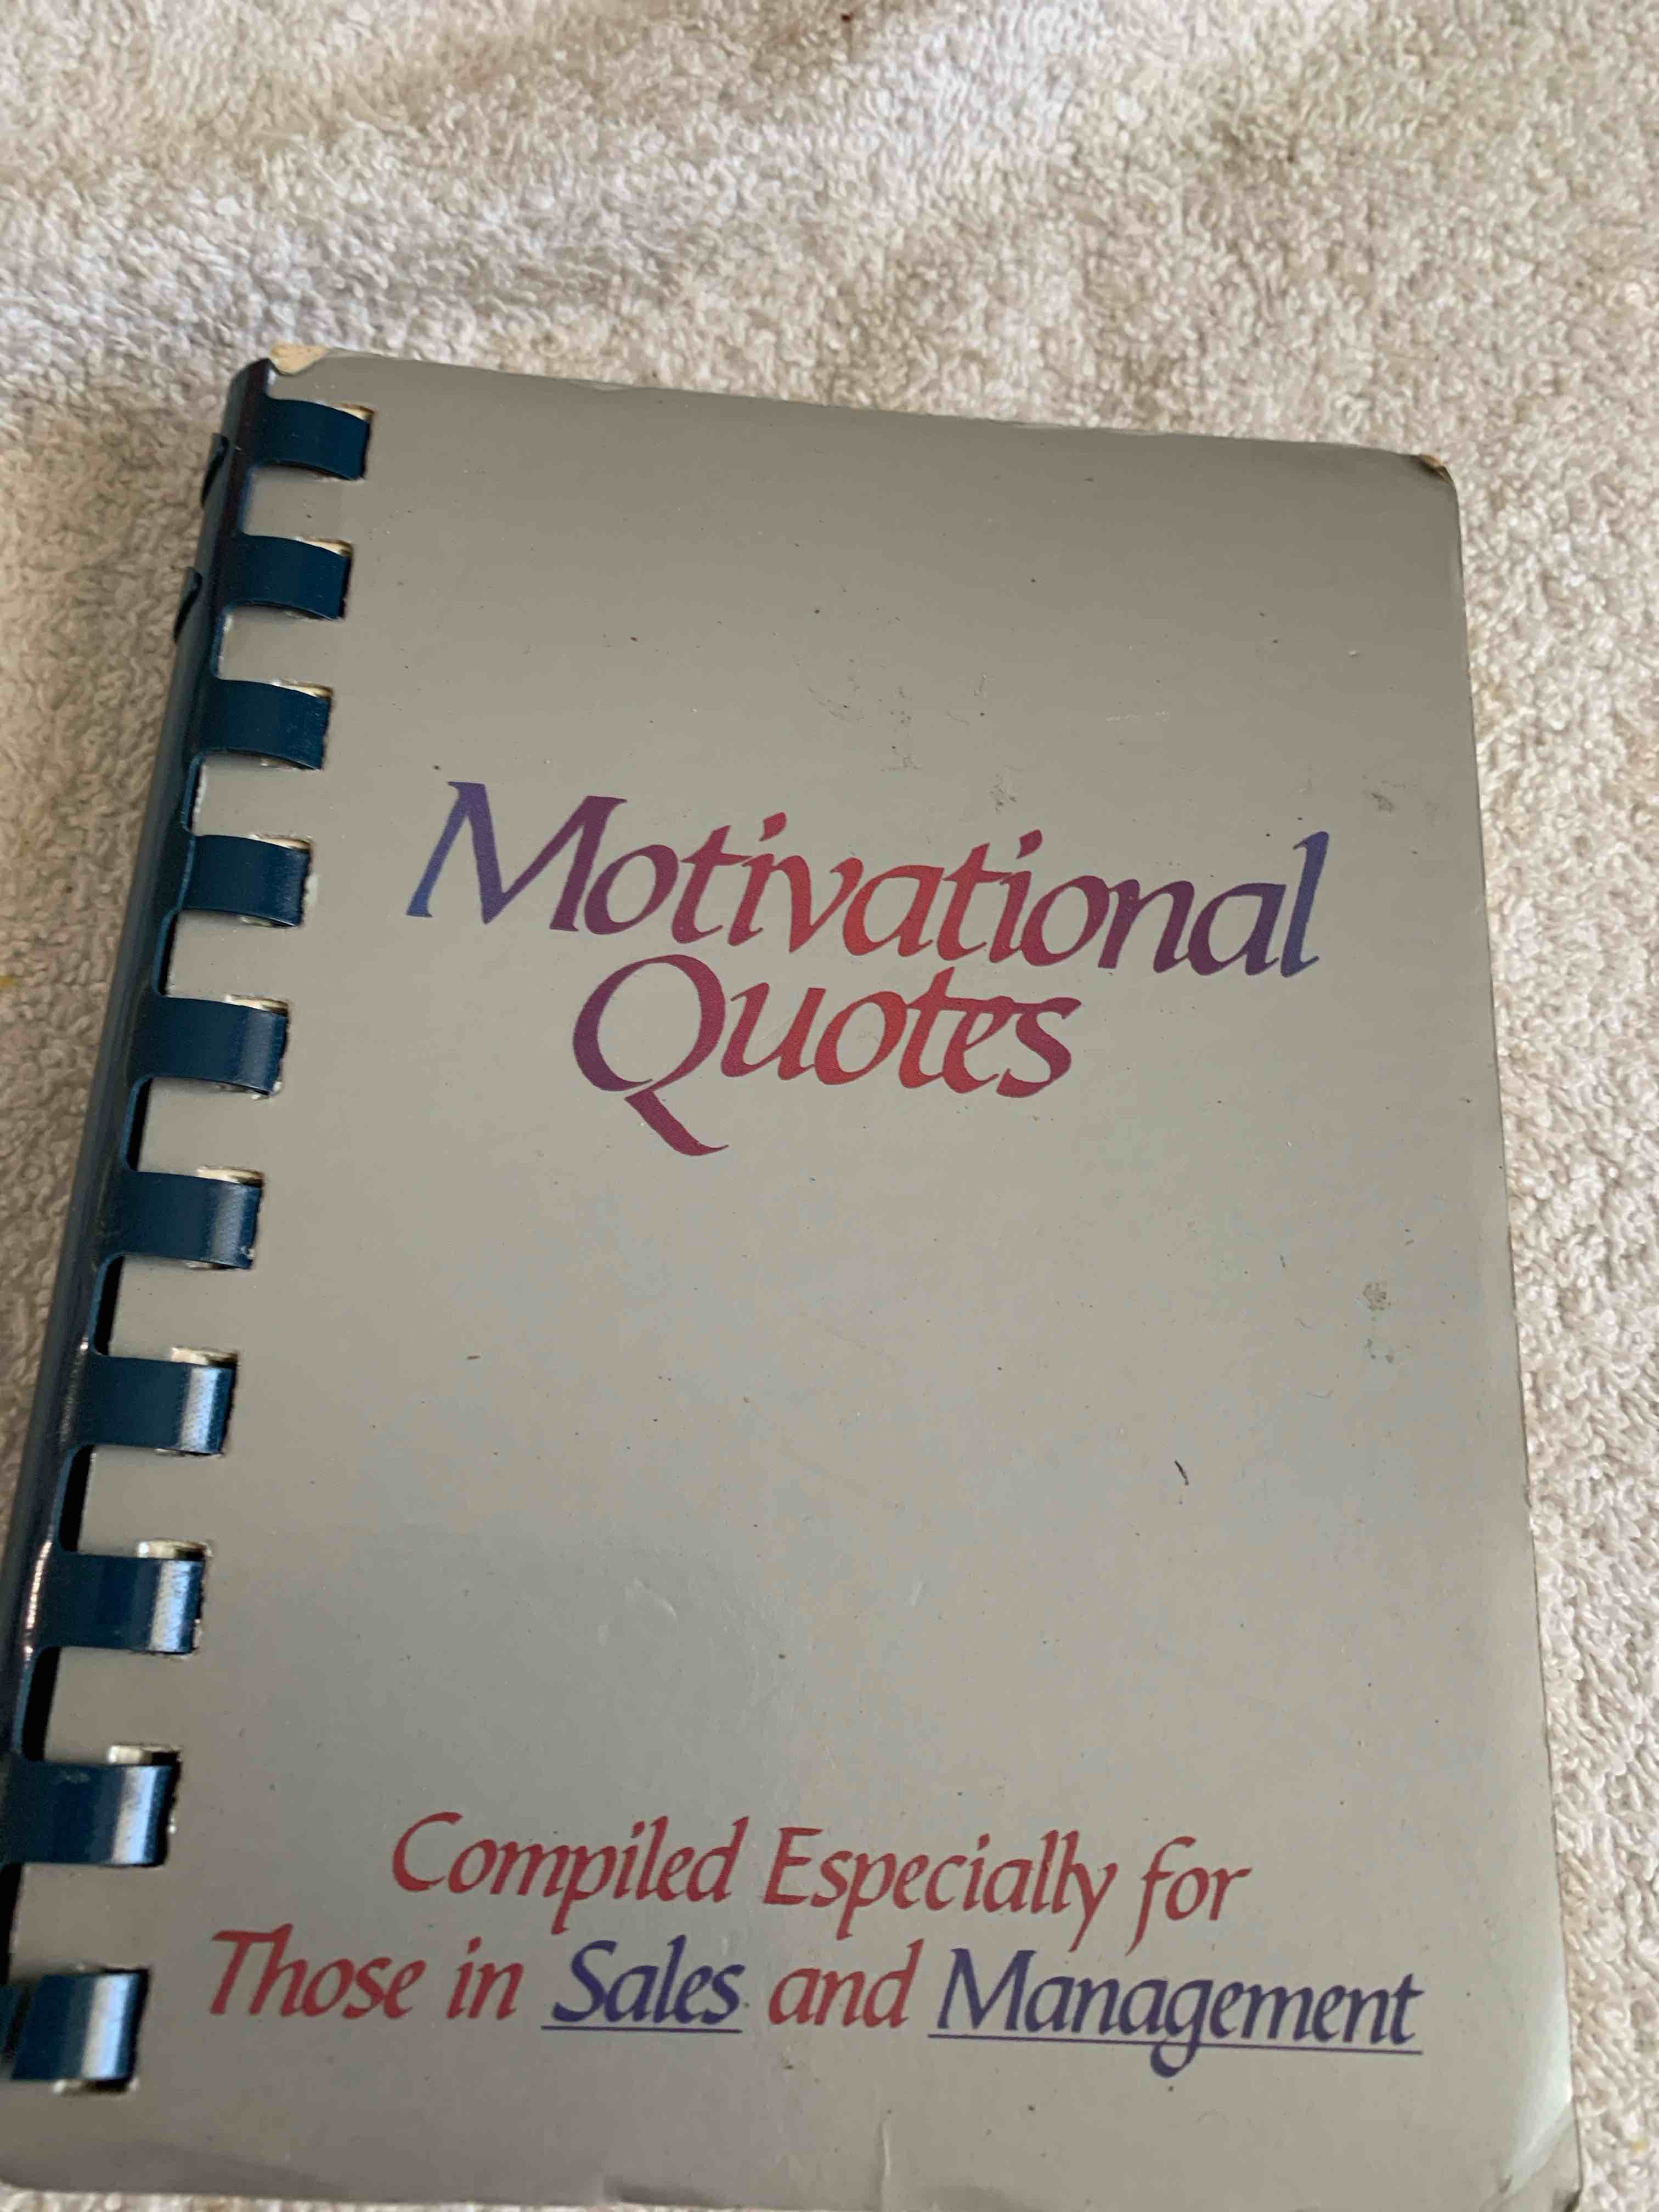 Motivational
Quotes
Compiled Especially for
Those in Sales and Management